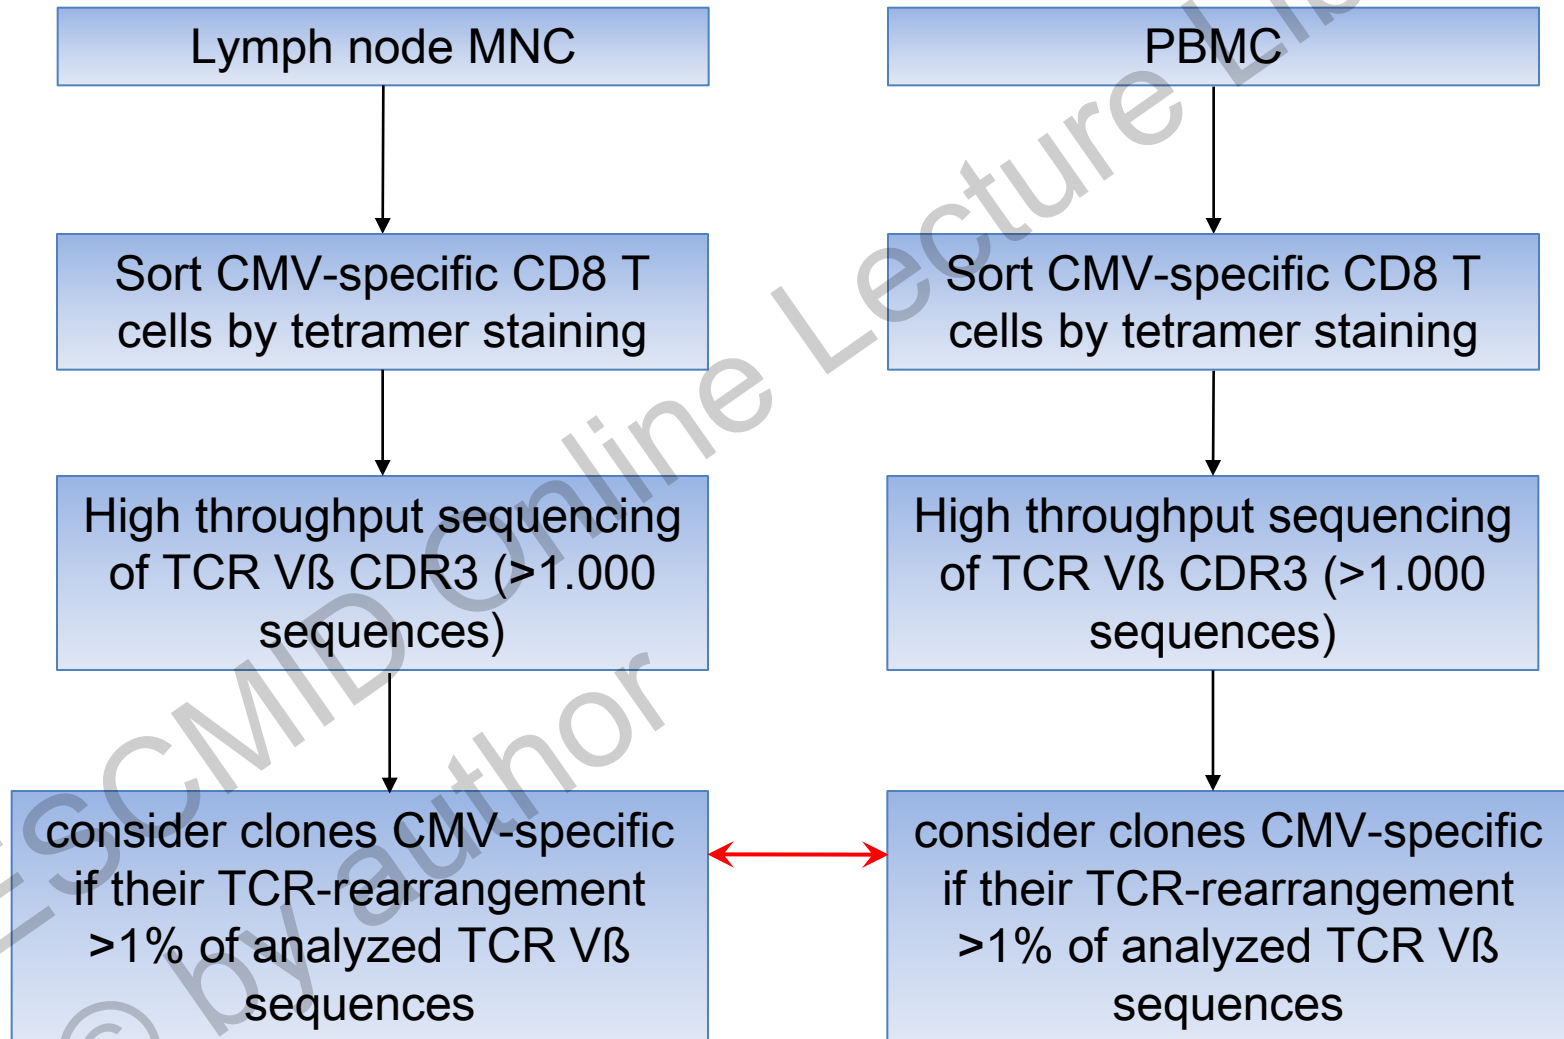 Lymph node MNC
PBMC
Sort CMV-specific CD8 T
cells by tetramer staining
Sort CMV-specific CD8 T
cells by tetramer staining
High throughput sequencing
of TCR Vß CDR3 (>1.000
sequences)
High throughput sequencing
of TCR Vß CDR3 (>1.000
sequences)
consider clones CMV-specific
if their TCR-rearrangement
>1% of analyzed TCR Vß
sequences
consider clones CMV-specific
if their TCR-rearrangement
>1% of analyzed TCR Vß
sequences
ESCMID Online Lecture
© by author